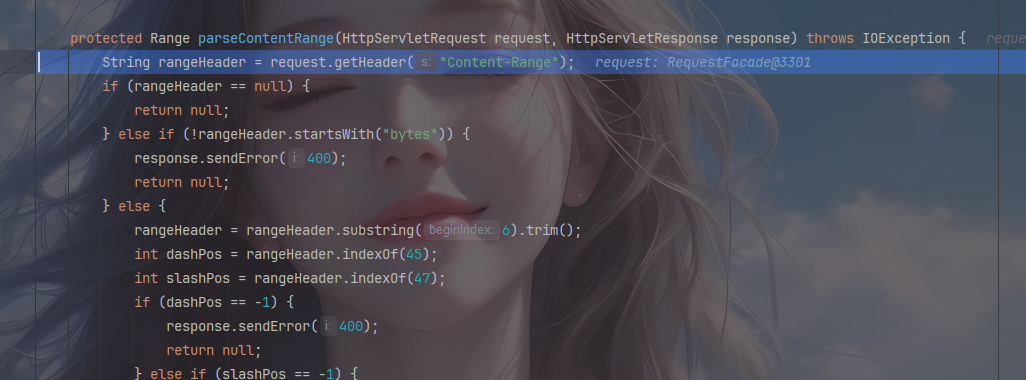 protected Range parseContentRange(HttpServletRequest request, HttpServletResponse response) throws IOException {   reque
String rangeHeader = request.getHeader( s: "Content-Range");   request: RequestFacade@3301
if (rangeHeader == null) {
return null;
} else if (!rangeHeader.startsWith("bytes")) {
response.sendError( i: 400);
return null;
} else {
rangeHeader = rangeHeader.substring( beginIndex: 6).trim();
int dashPos = rangeHeader.indexOf(45);
int slashPos = rangeHeader.indexOf(47);
if (dashPos == -1) {
response.sendError( i: 400);
return null;
} else if (slashPos == -1) {